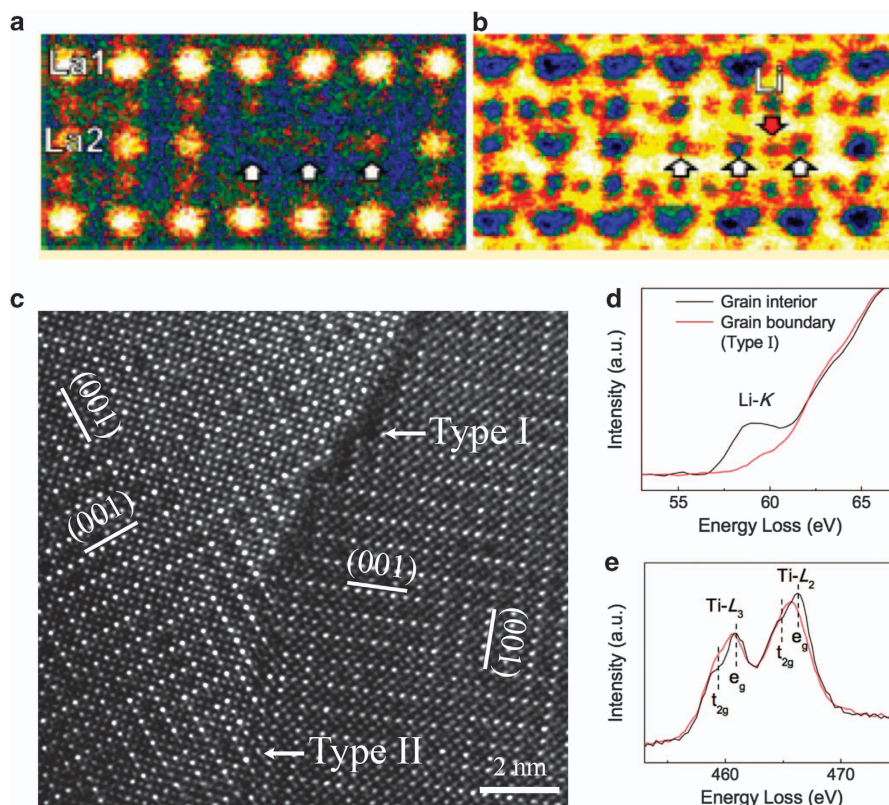 a
La1
La2
b
Li
c
(001)
(001)
(001)
(001)
Type I
Type II
2 nm
d
Grain interior
Grain boundary
(Type I)
Li-K
Intensity (a.u.)
55 60 65
Energy Loss (eV)
e
Ti-L3
Ti-L2
t2g
eg
t2g
eg
Intensity (a.u.)
460 470
Energy Loss (eV)